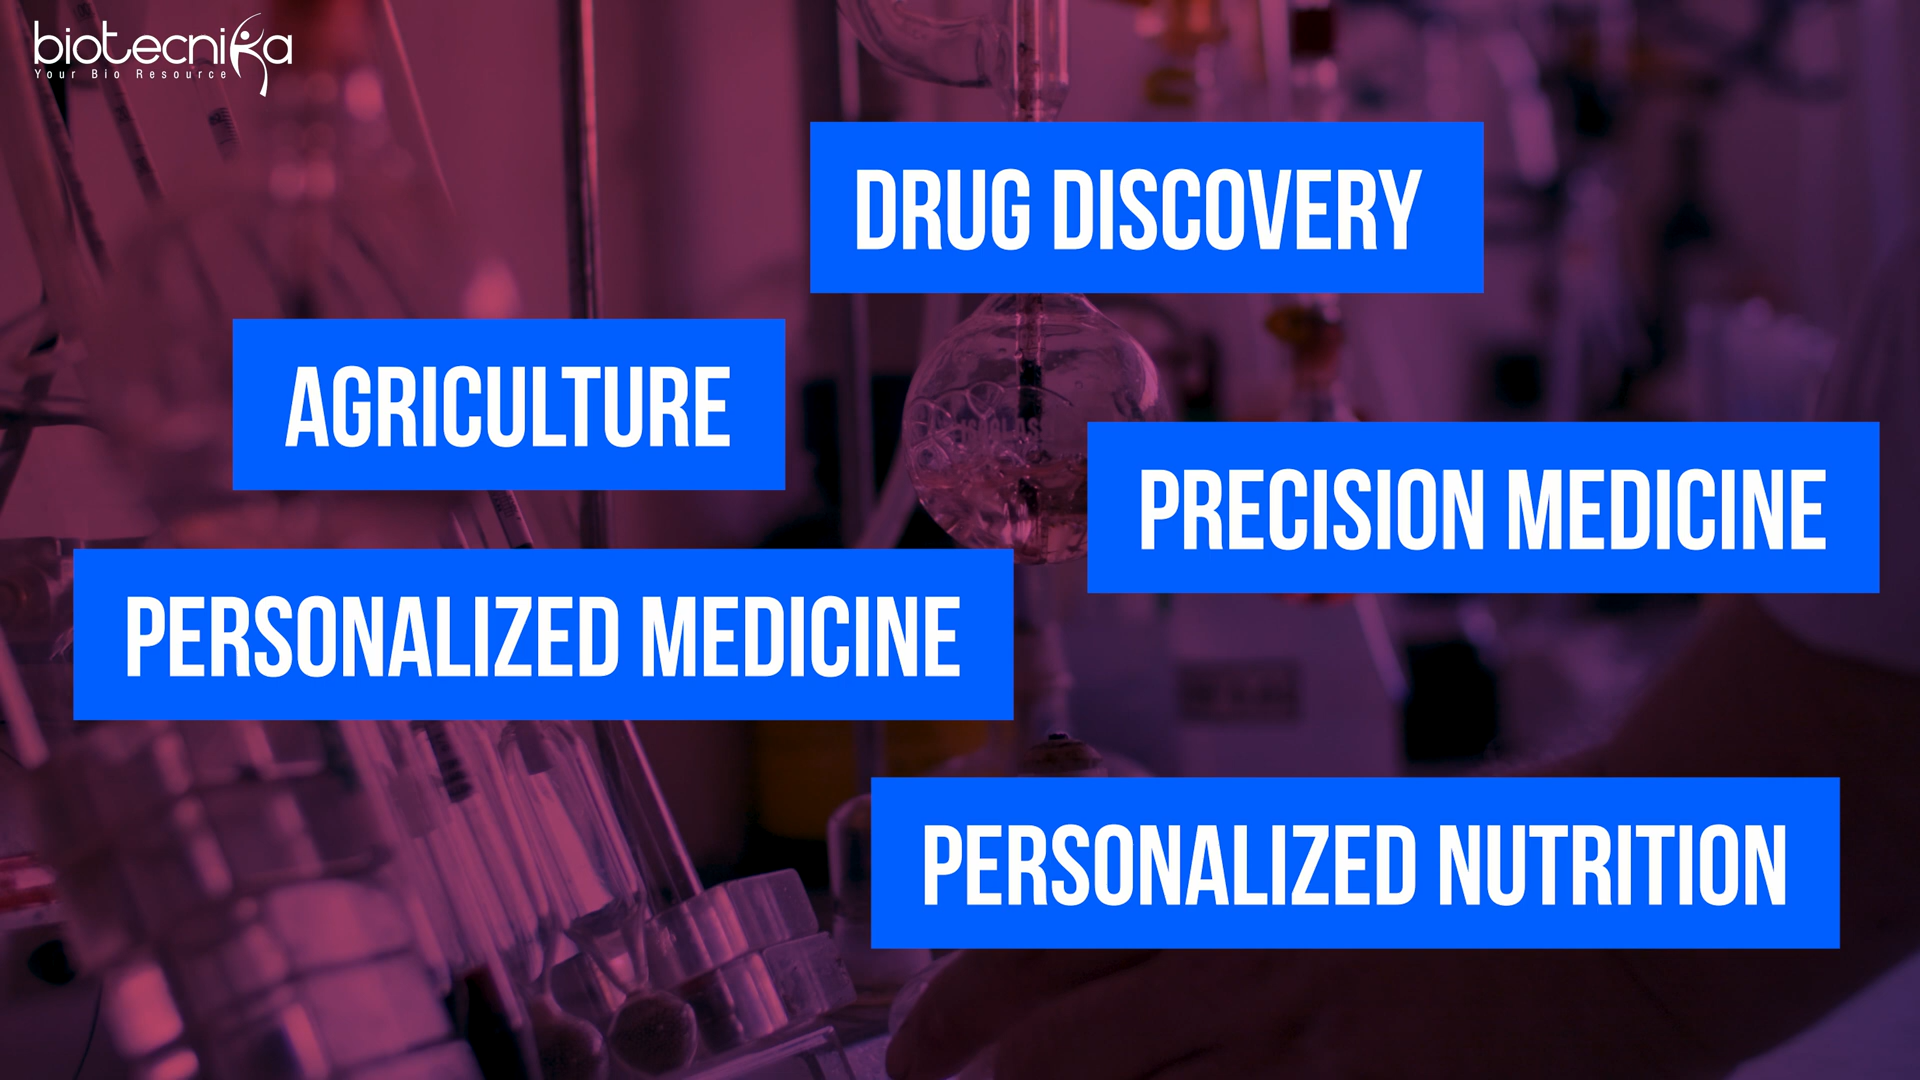 biotecnika
Your Bio Resource
DRUG DISCOVERY
AGRICULTURE
PRECISION MEDICINE
PERSONALIZED MEDICINE
PERSONALIZED NUTRITION